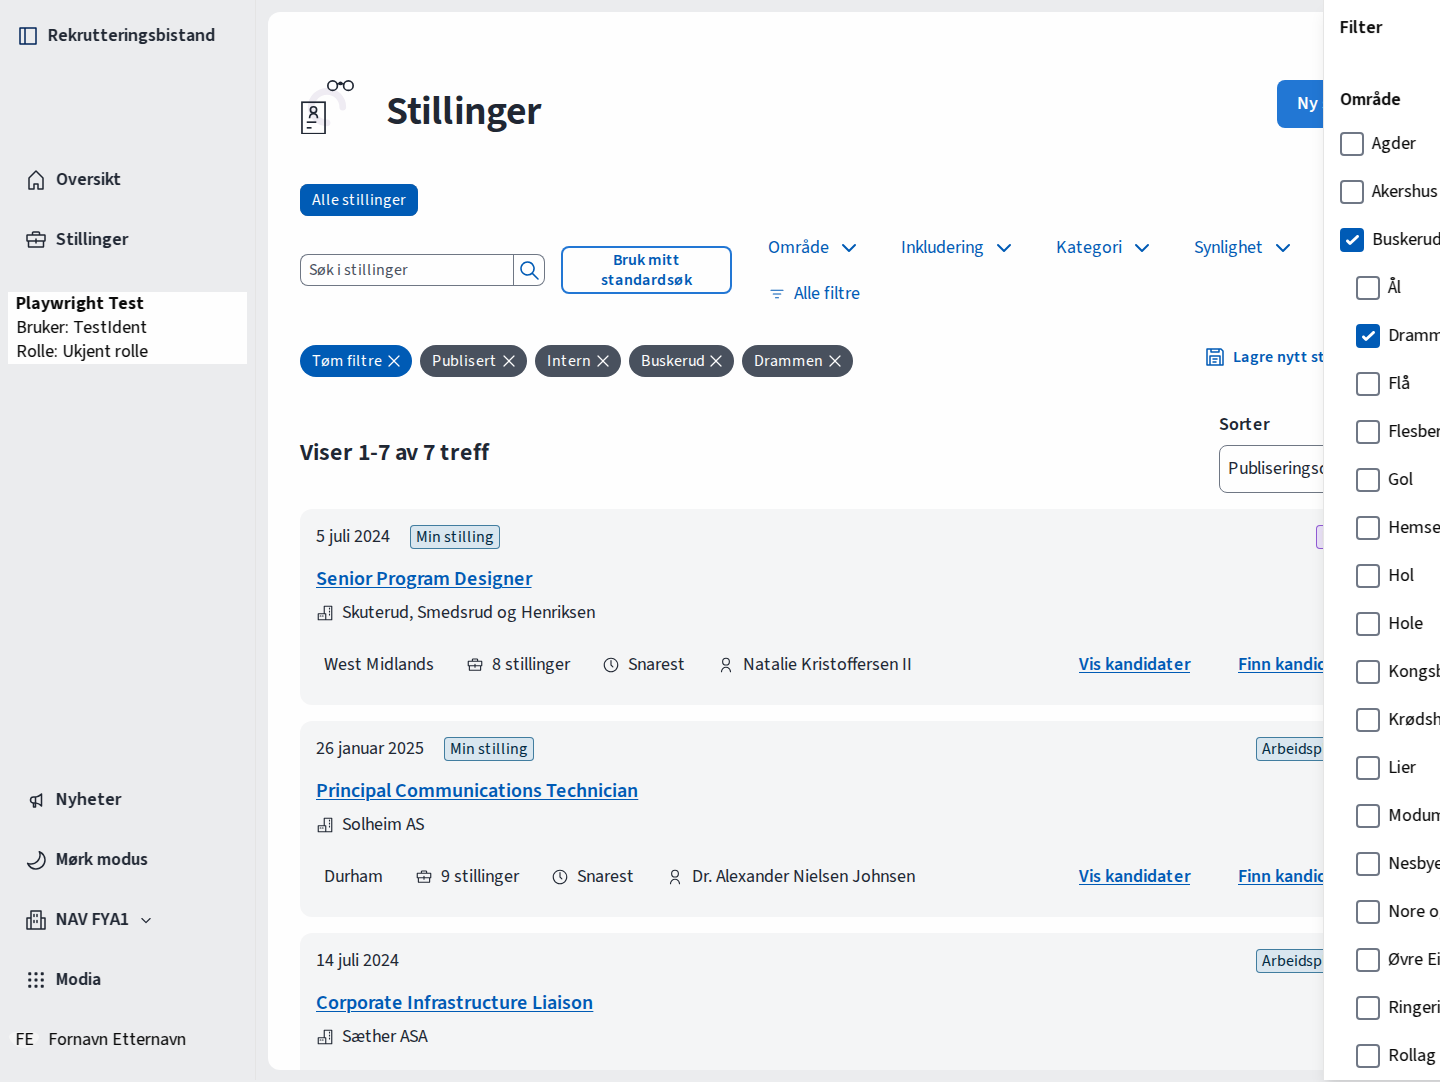 Rekrutteringsbistand
Oversikt
Stillinger
Playwright Test
Bruker: TestIdent
Rolle: Ukjent rolle
Nyheter
Mørk modus
NAV FYA1
Media
FE Fornavn Etternavn
Stillinger
Ny
Alle stillinger
Søk i stillinger
Bruk mitt
standardsøk
Område
Inkludering
Kategori
Synlighet
Alle filtre
Tøm filtre
Publisert
Intern
Buskerud
Drammen
Lagre nytt st
Viser 1-7 av 7 treff
Sorter
Publiserings
5 juli 2024 Min stilling
Senior Program Designer
Skuterud, Smedsrud og Henriksen
West Midlands 8 stillinger Snarest Natalie Kristoffersen II Vis kandidater Finn kandid
26 januar 2025 Min stilling Arbeidsp
Principal Communications Technician
Solheim AS
Durham 9 stillinger Snarest Dr. Alexander Nielsen Johnsen Vis kandidater Finn kandid
14 juli 2024 Arbeidsp
Corporate Infrastructure Liaison
Sæther ASA
Filter
Område
Agder
Akershus
Buskerud
Ål
Dramm
Flå
Flesber
Gol
Hemse
Hol
Hole
Kongsb
Krødsh
Lier
Modum
Nesbye
Nore o
Øvre Ei
Ringeri
Rollag